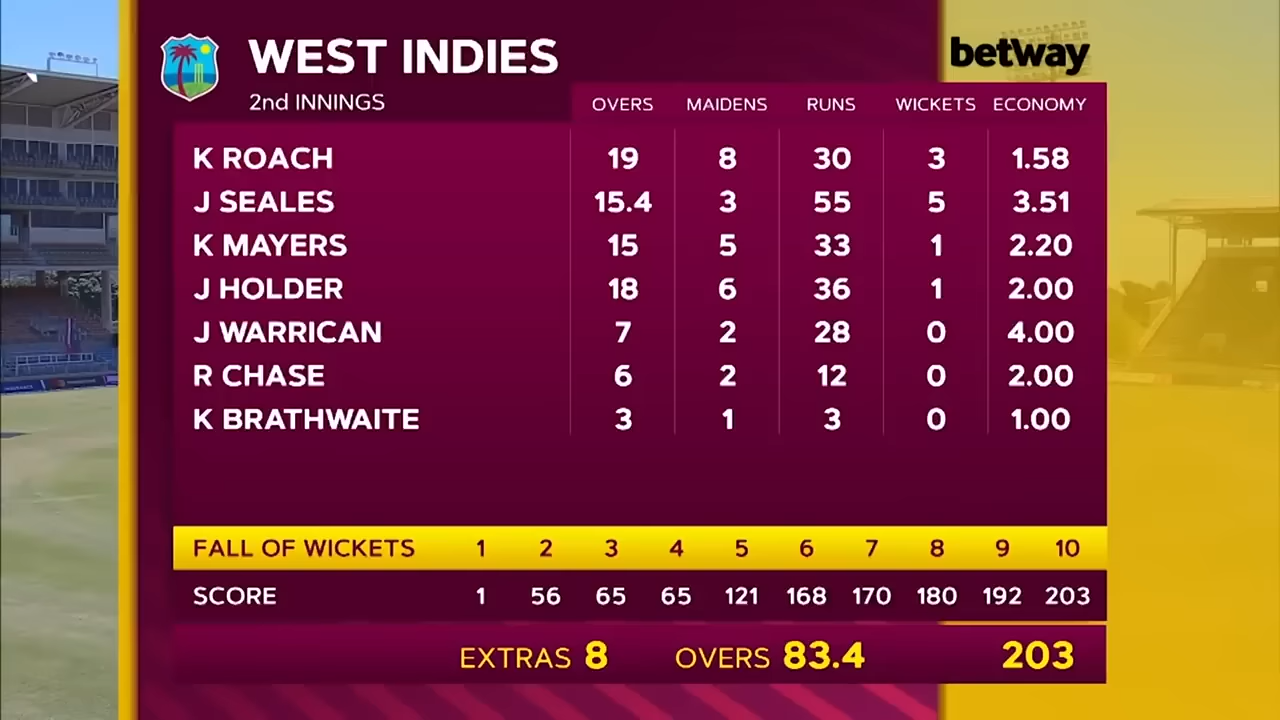 WEST INDIES
betway
2nd INNINGS
OVERS MAIDENS RUNS WICKETS ECONOMY
K ROACH 19 8 30 3 1.58
J SEALES 15.4 3 55 5 3.51
K MAYERS 15 5 33 1 2.20
J HOLDER 18 6 36 1 2.00
J WARRICAN 7 2 28 0 4.00
R CHASE 6 2 12 0 2.00
K BRATHWAITE 3 1 3 0 1.00
FALL OF WICKETS 1 2 3 4 5 6 7 8 9 10
SCORE 1 56 65 65 121 168 170 180 192 203
EXTRAS 8 OVERS 83.4 203